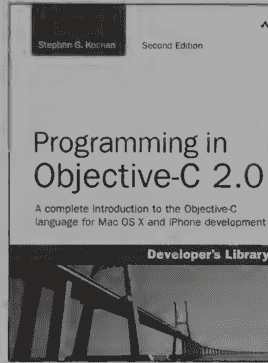 Stephen G. Kochan
Second Edition
Programming in
Objective-C 2.0
A complete introduction to the Objective-C
language for Mac OS X and iPhone development
Developer's Library